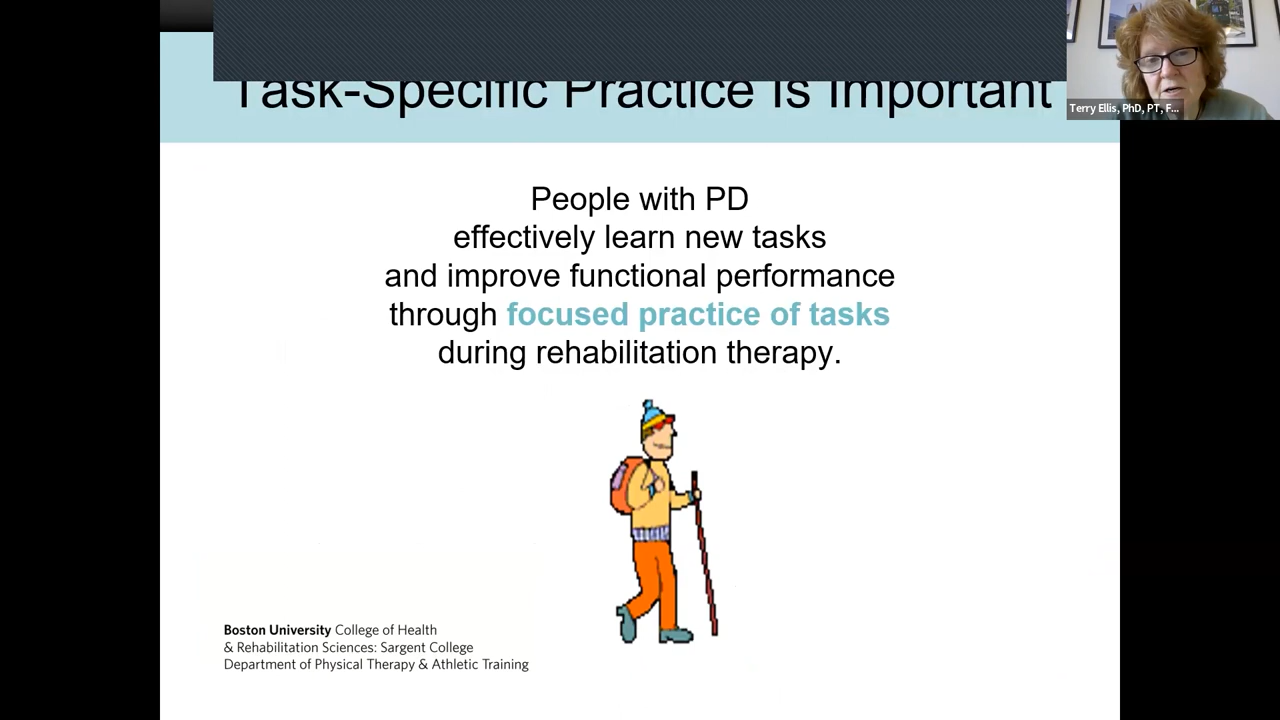 Task-Specific Practice Is Important
Terry Ellis, PhD, PT, F...
People with PD
effectively learn new tasks
and improve functional performance
through focused practice of tasks
during rehabilitation therapy.
Boston University College of Health
& Rehabilitation Sciences: Sargent College
Department of Physical Therapy & Athletic Training